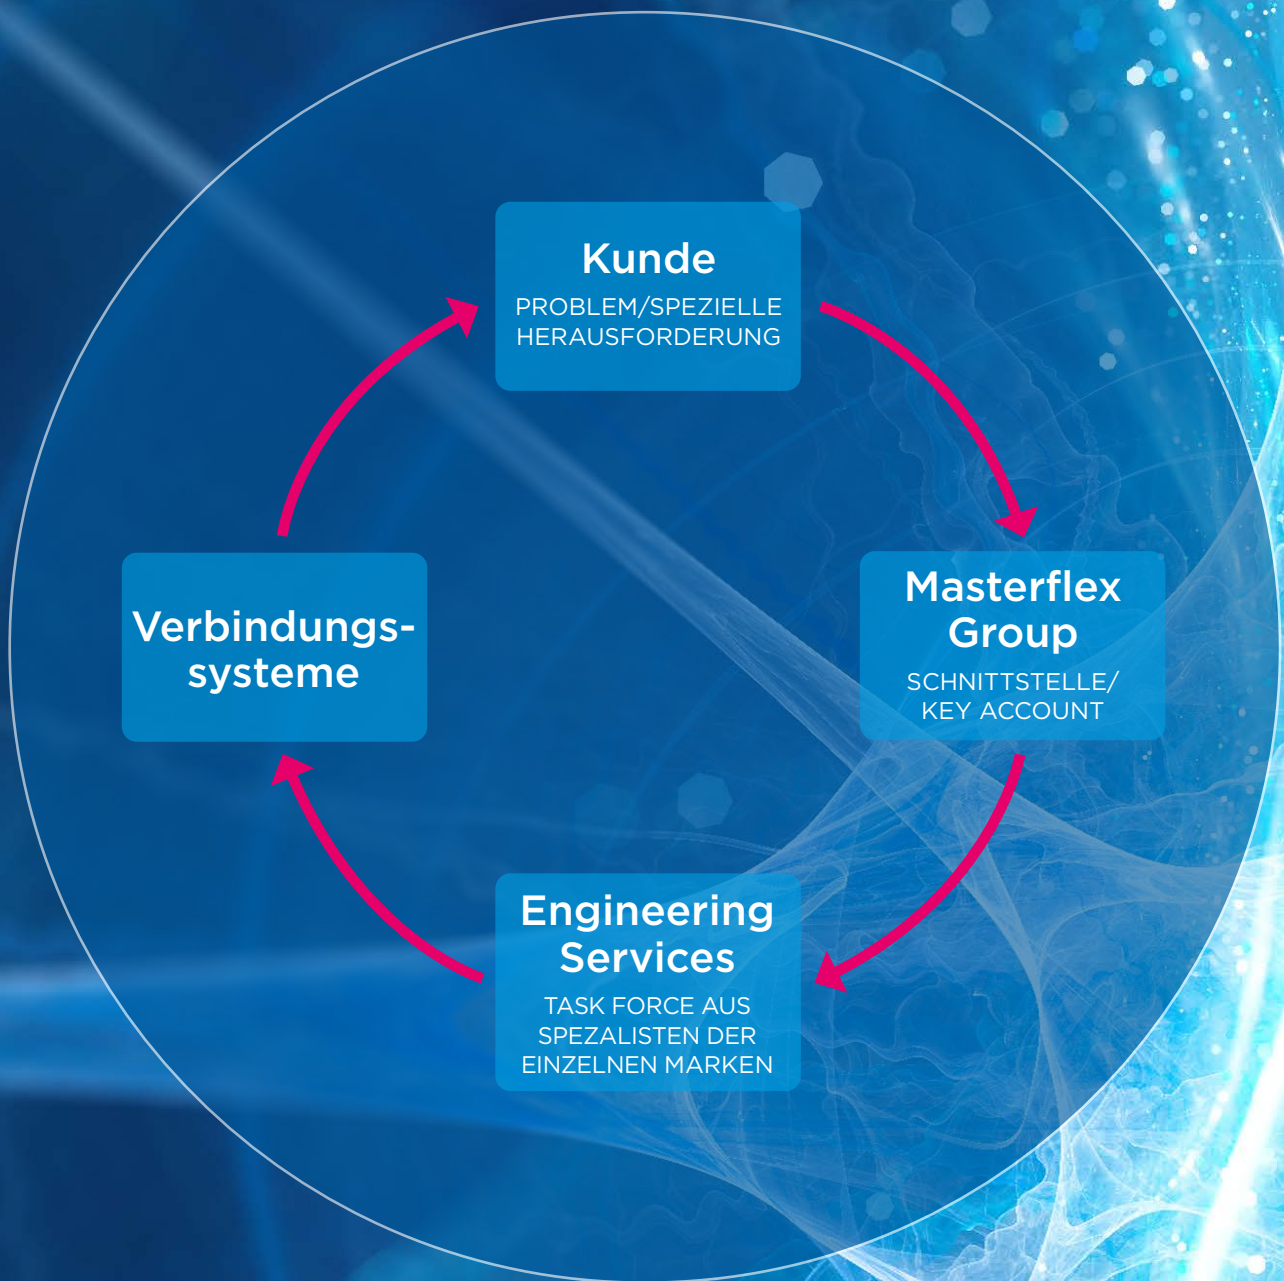 Kunde
PROBLEM/SPEZIELLE
HERAUSFORDERUNG
Masterflex
Group
SCHNITTSTELLE/
KEY ACCOUNT
Engineering
Services
TASK FORCE AUS
SPEZALISTEN DER
EINZELNEN MARKEN
Verbindungs-
systeme